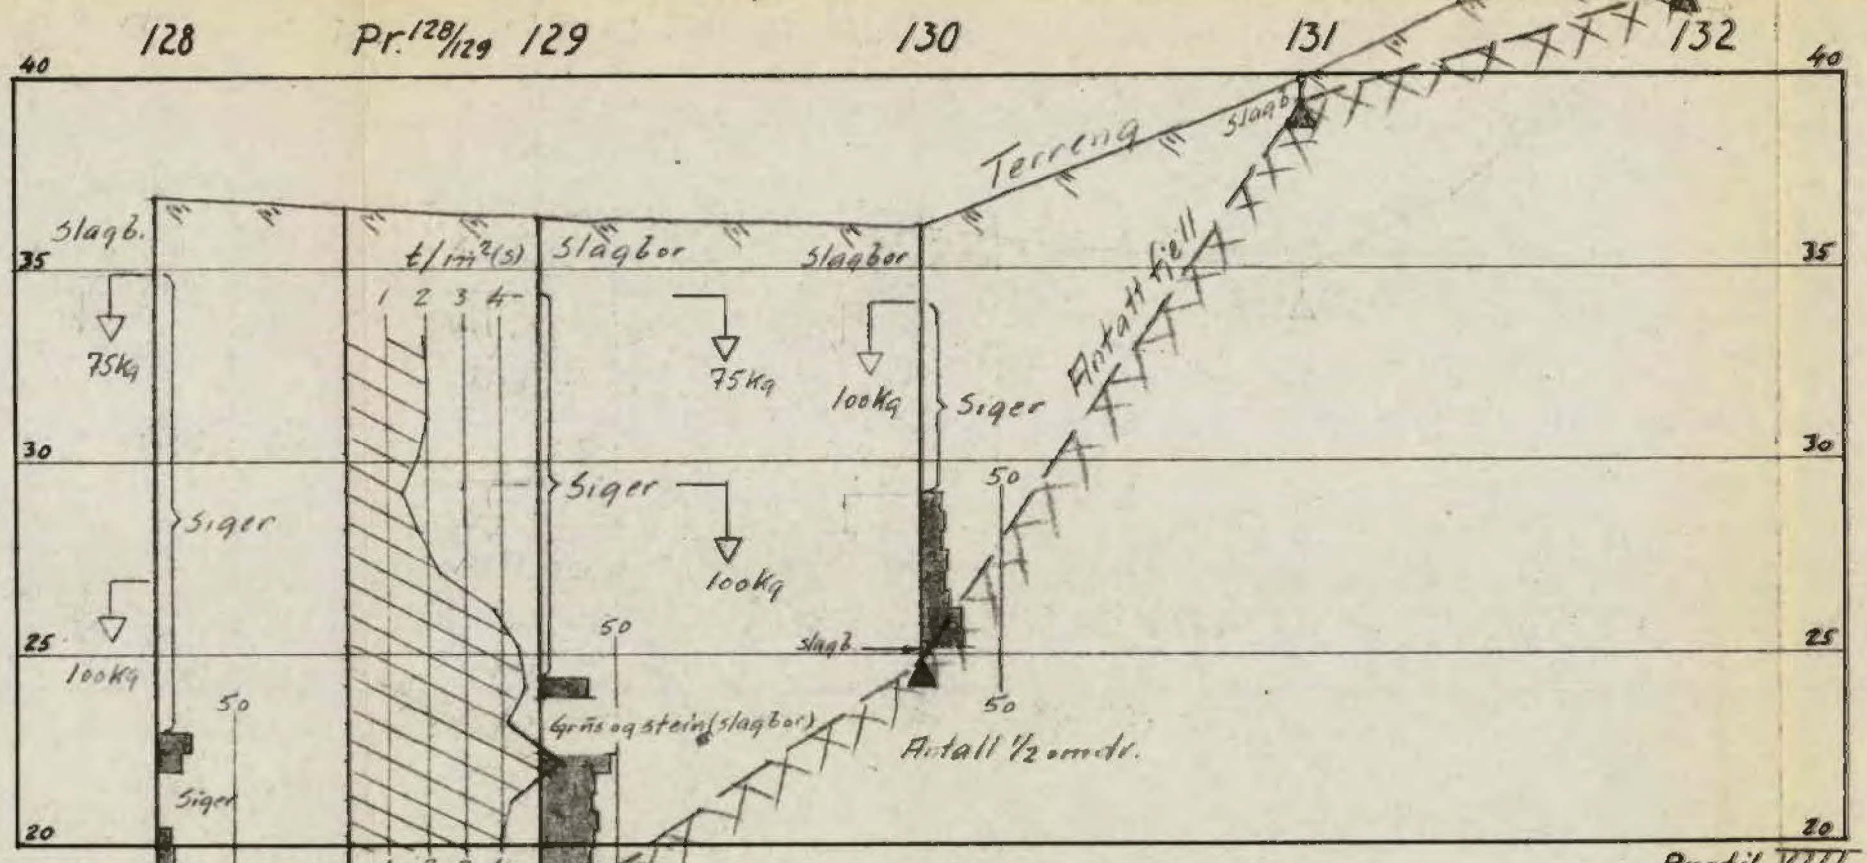 128 Pr. 128/129 129 130 131 132
40 40
Slagb
Terreng
Slagb.
t/m²(s) Slagbor Slagbor
35 35
1 2 3 4
75kg 75kg 100kg
Antatt fjell
Siger
30 30
Siger
50
Siger
100kg
50
25 25
slagb.
100kg
50
50
Grus og stein (slagbor)
Antall 1/2 omdr.
Siger
20 20
Profil